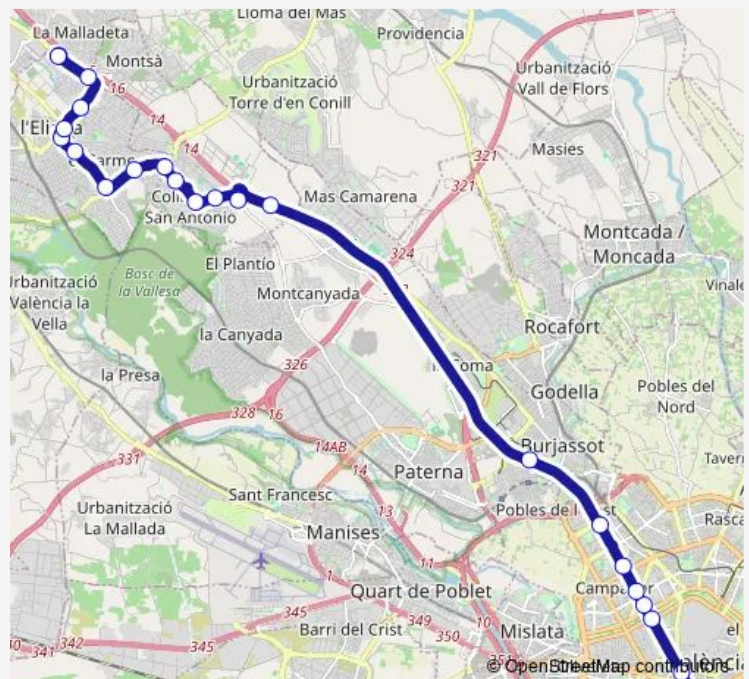 La Malladeta
Lloma del Mas
Providencia
Montsà
16
Urbanització
Vall de Flors
Urbanització
Torre d'en Conill
14
321
Masies
14
321
Mas Camarena
San Antonio
Montcada /
Moncada
324
El Plantío
Bosc de
la Vallesa
Urbanització
València la
Vella
Montcanyada
la Canyada
Rocafort
326
la Presa
Godella
Pobles del
Nord
328
16
14AB
331
Burjassot
14
Paterna
Sant Francesc
13
Urbanització
La Mallada
Manises
11
1
Quart de Poblet
345
349
10
350
345
342
341
Barri del Crist
Mislata
© OpenStreetMap contributors